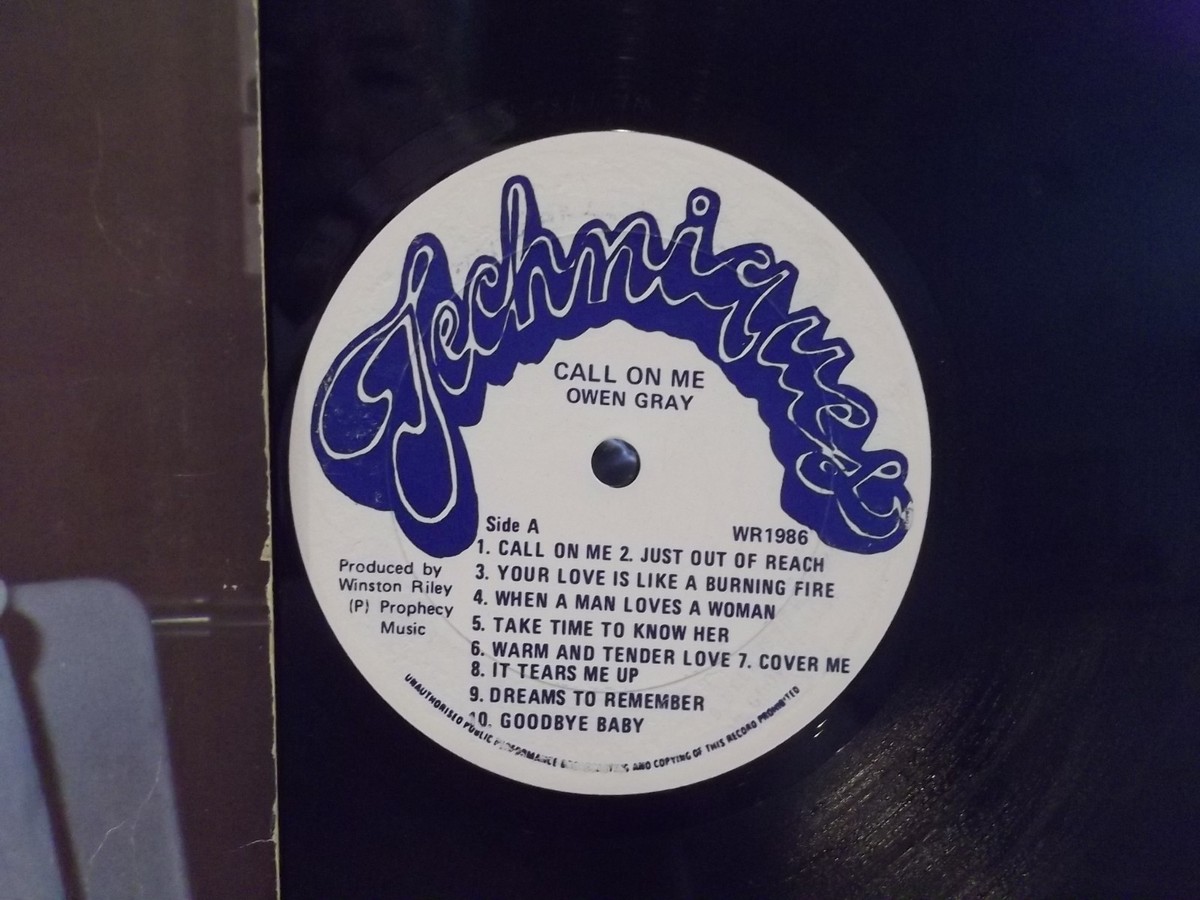 Techniques
CALL ON ME
OWEN GRAY
Side A
WR1986
1. CALL ON ME 2. JUST OUT OF REACH
3. YOUR LOVE IS LIKE A BURNING FIRE
4. WHEN A MAN LOVES A WOMAN
5. TAKE TIME TO KNOW HER
6. WARM AND TENDER LOVE 7. COVER ME
8. IT TEARS ME UP
9. DREAMS TO REMEMBER
10. GOODBYE BABY
Produced by
Winston Riley
(P) Prophecy
Music
UNAUTHORISED PUBLIC PERFORMANCE AND COPYING OF THIS RECORD PROHIBITED